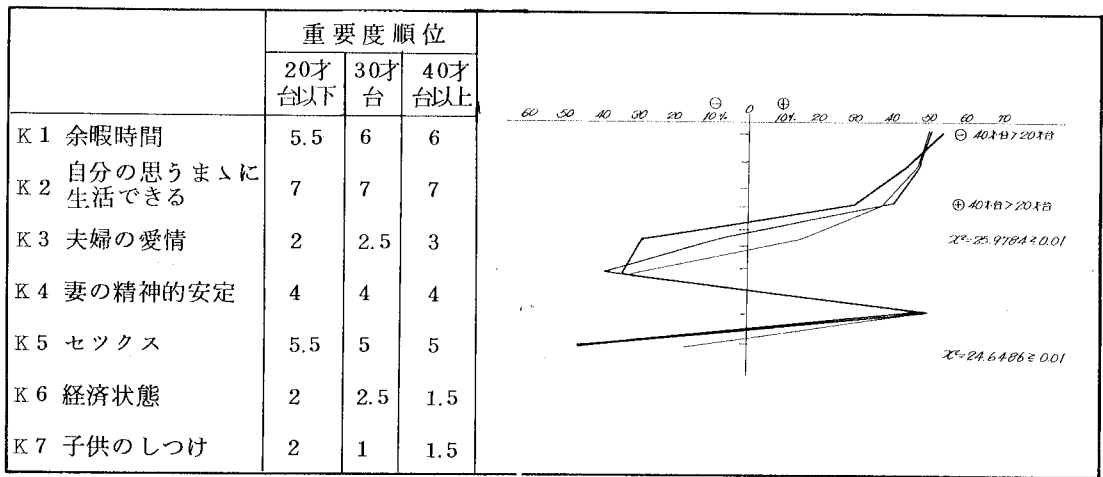 重要度順位
20才台以下 30才台 40才台以上
K1 余暇時間 5.5 6 6
K2 自分の思うまゝに生活できる 7 7 7
K3 夫婦の愛情 2 2.5 3
K4 妻の精神的安定 4 4 4
K5 セツクス 5.5 5 5
K6 経済状態 2 2.5 1.5
K7 子供のしつけ 2 1 1.5
⊖ ⊕
60 50 40 30 20 10% 0 10% 20 30 40 50 60 70
⊖ 40才台>20才台
⊕ 40才台>20才台
χ²=25.9784≧0.01
χ²=24.6486≧0.01